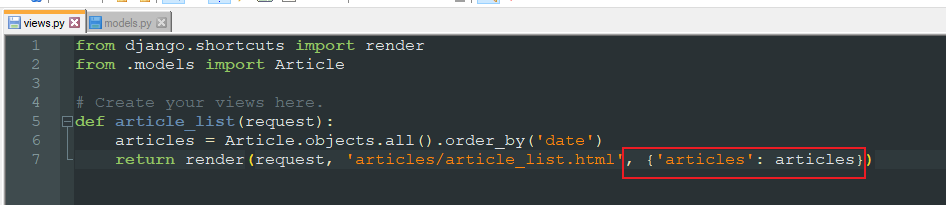 views.py
models.py
1 from django.shortcuts import render
2 from .models import Article
3
4 # Create your views here.
5 def article_list(request):
6     articles = Article.objects.all().order_by('date')
7     return render(request, 'articles/article_list.html', {'articles': articles})